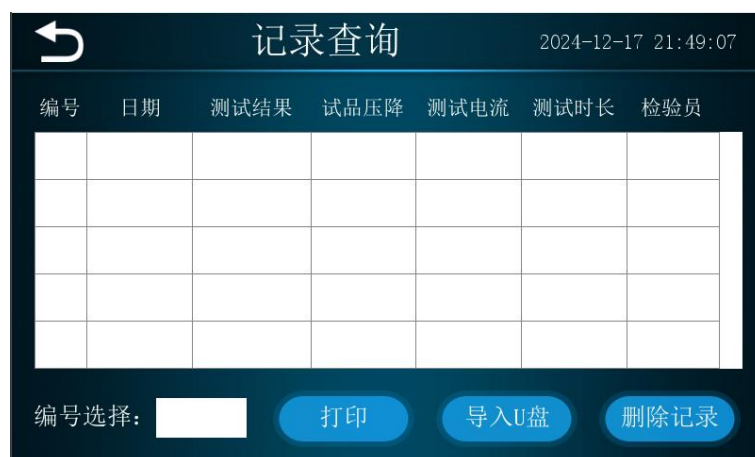 记录查询 2024-12-17 21:49:07
编号 日期 测试结果 试品压降 测试电流 测试时长 检验员
编号选择: 打印 导入U盘 删除记录